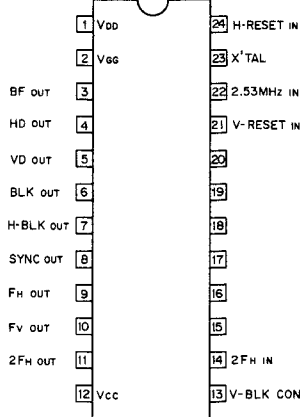 1 VDD 24 H-RESET IN
2 VGG 23 X'TAL
BF OUT 3 22 2.53MHz IN
HD OUT 4 21 V-RESET IN
VD OUT 5 20
BLK OUT 6 19
H-BLK OUT 7 18
SYNC OUT 8 17
FH OUT 9 16
FV OUT 10 15
2FH OUT 11 14 2FH IN
12 VCC 13 V-BLK CON